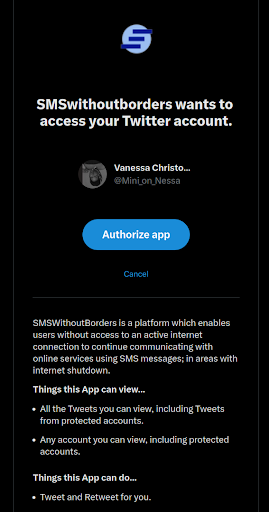 SMSwithoutborders wants to
access your Twitter account.
Vanessa Christo...
@Mini_on_Nessa
Authorize app
Cancel
SMSWithoutBorders is a platform which enables
users without access to an active internet
connection to continue communicating with
online services using SMS messages; in areas with
internet shutdown.
Things this App can view...
• All the Tweets you can view, including Tweets
from protected accounts.
• Any account you can view, including protected
accounts.
Things this App can do...
• Tweet and Retweet for you.